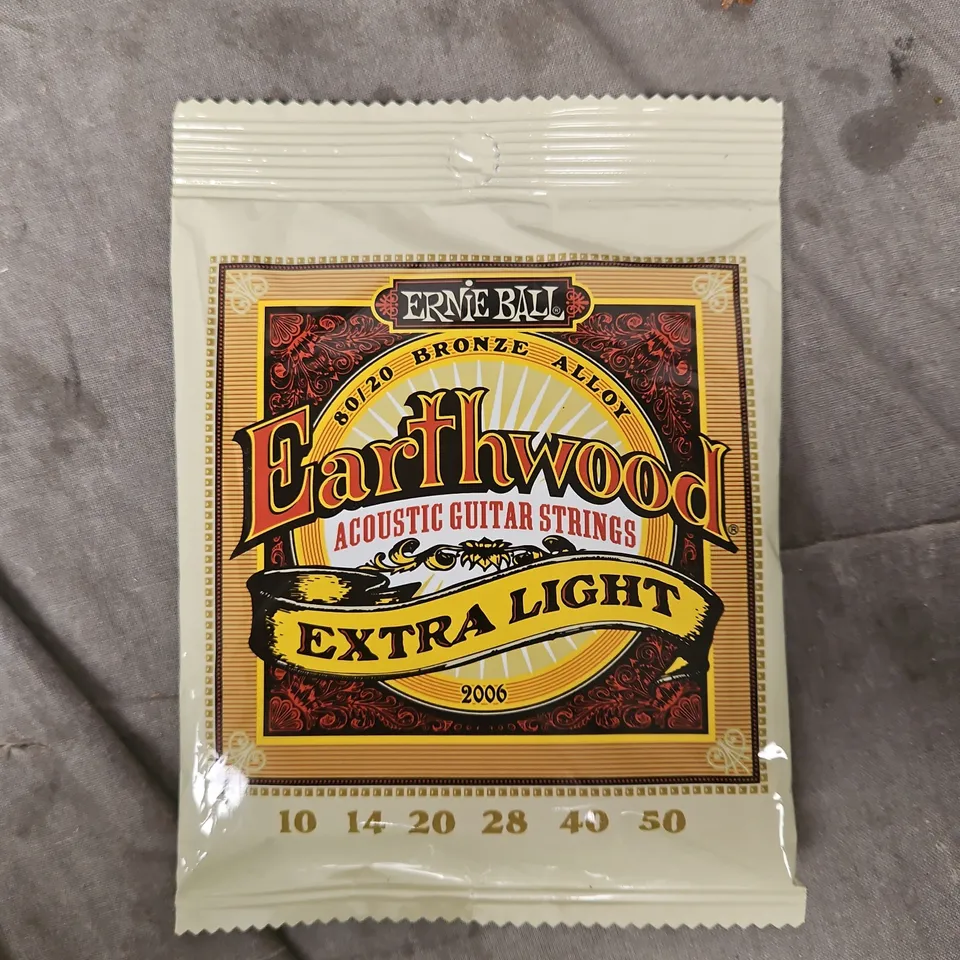 ERNIE BALL®
80/20 BRONZE ALLOY
Earthwood®
ACOUSTIC GUITAR STRINGS
EXTRA LIGHT
2006
10 14 20 28 40 50